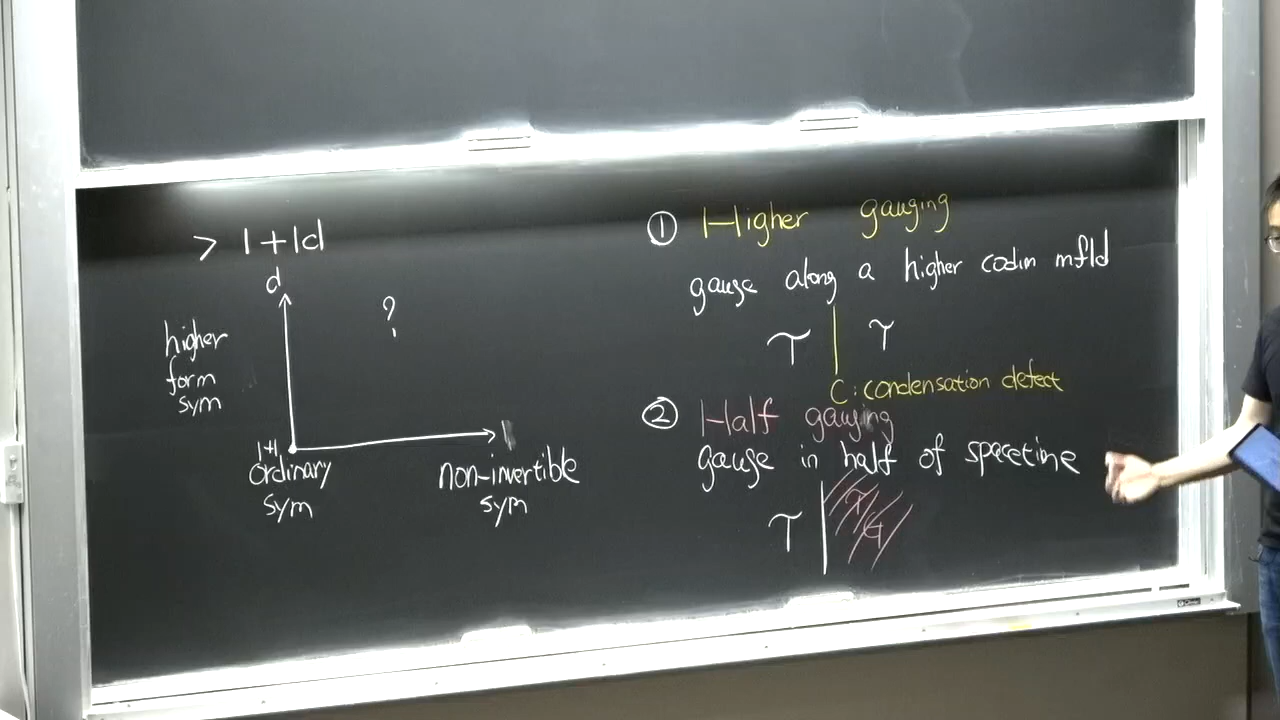 > 1+1d
d
?
higher
form
sym
1+1
ordinary
sym
non-invertible
sym
① Higher gauging
gauge along a higher codim mfld
T | T
C: condensation defect
② Half gauging
gauge in half of spacetime
T | T/G